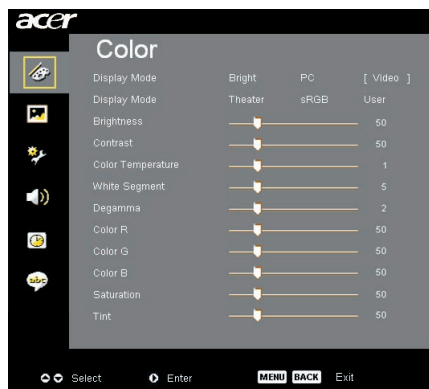 acer
Color
Display Mode Bright PC [ Video ]
Display Mode Theater sRGB User
Brightness 50
Contrast 50
Color Temperature 1
White Segment 5
Degamma 2
Color R 50
Color G 50
Color B 50
Saturation 50
Tint 50
abc
Select Enter MENU BACK Exit